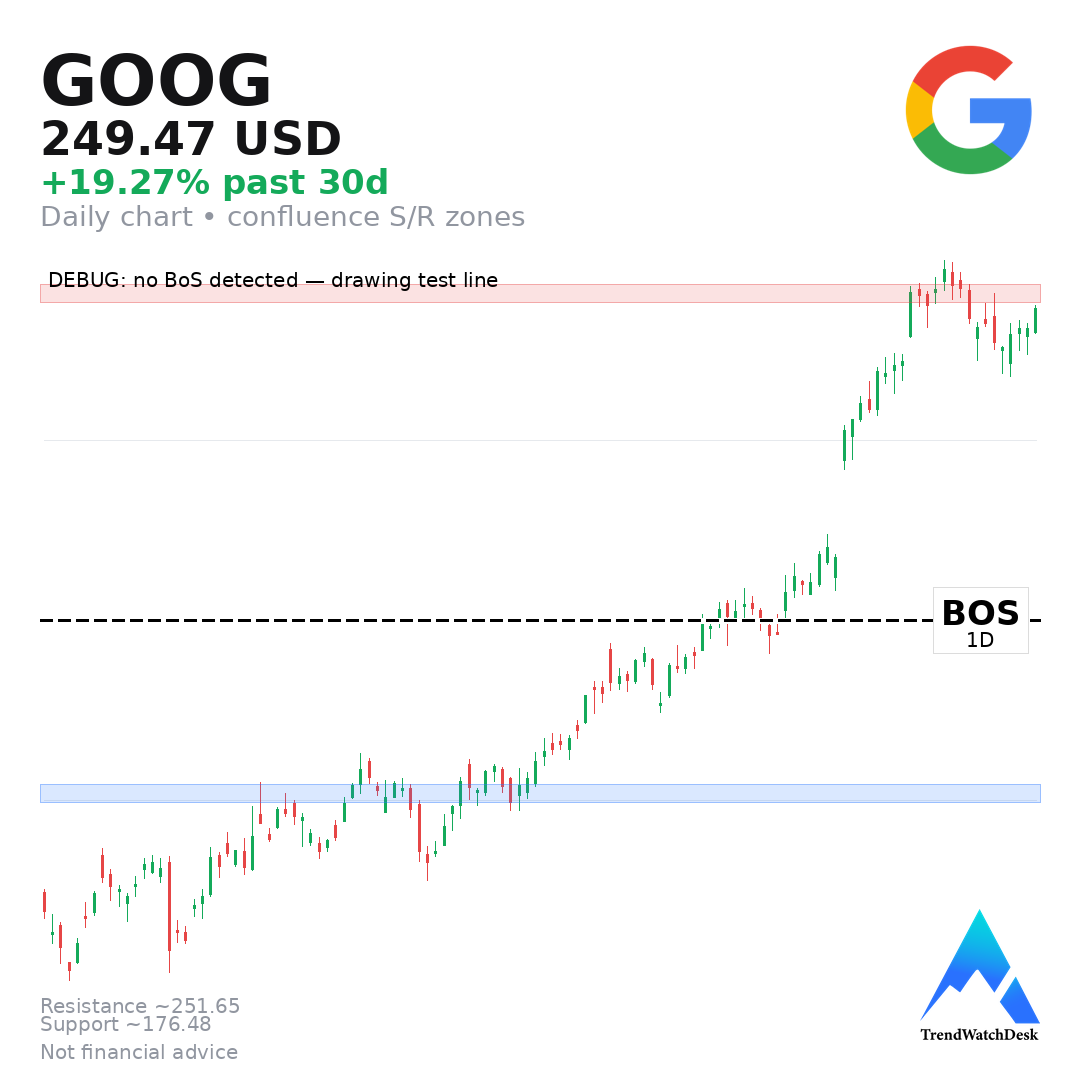 GOOG
249.47 USD
+19.27% past 30d
Daily chart • confluence S/R zones
DEBUG: no BoS detected — drawing test line
BOS
1D
Resistance ~251.65
Support ~176.48
Not financial advice
TrendWatchDesk